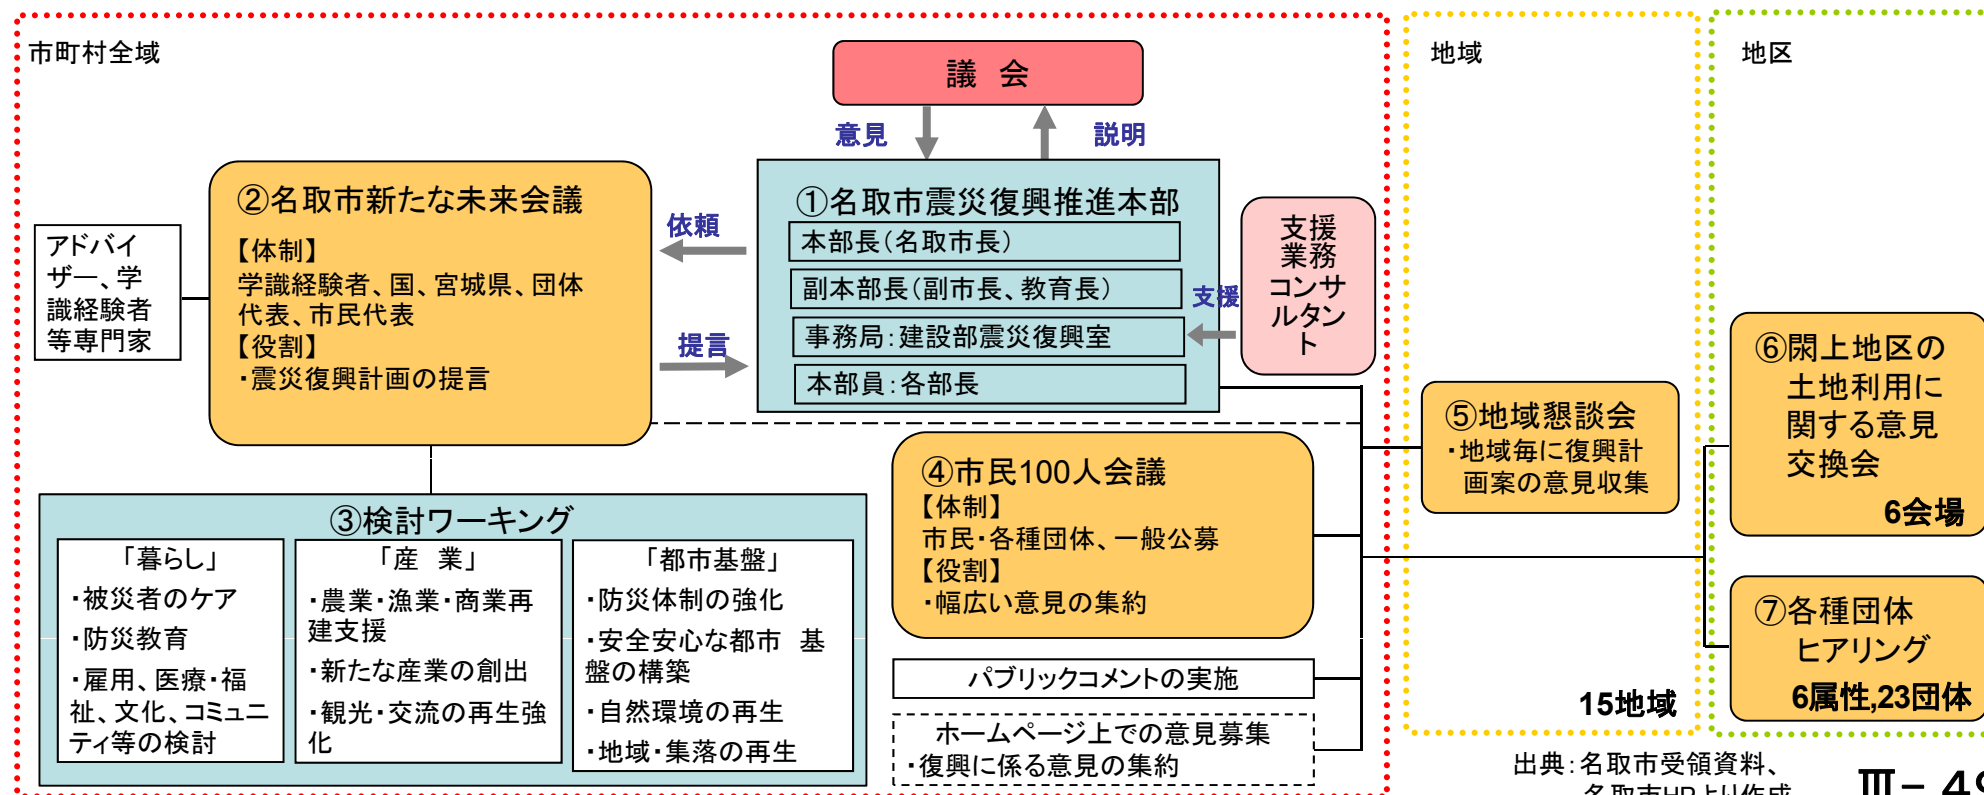 市町村全域
地域
地区
議　会
意見
説明
②名取市新たな未来会議
【体制】
学識経験者、国、宮城県、団体
代表、市民代表
【役割】
・震災復興計画の提言
アドバイ
ザー、学
識経験者
等専門家
依頼
提言
①名取市震災復興推進本部
本部長（名取市長）
副本部長（副市長、教育長）
事務局：建設部震災復興室
本部員：各部長
支援
支援
業務
コンサ
ルタン
ト
③検討ワーキング
「暮らし」
・被災者のケア
・防災教育
・雇用、医療・福
祉、文化、コミュニ
ティ等の検討
「産　業」
・農業・漁業・商業再
建支援
・新たな産業の創出
・観光・交流の再生強
化
「都市基盤」
・防災体制の強化
・安全安心な都市　基
盤の構築
・自然環境の再生
・地域・集落の再生
④市民100人会議
【体制】
市民・各種団体、一般公募
【役割】
・幅広い意見の集約
パブリックコメントの実施
ホームページ上での意見募集
・復興に係る意見の集約
⑤地域懇談会
・地域毎に復興計
画案の意見収集
15地域
⑥閖上地区の
土地利用に
関する意見
交換会
6会場
⑦各種団体
ヒアリング
6属性,23団体
出典：名取市受領資料、
名取市HPより作成
Ⅲ－49